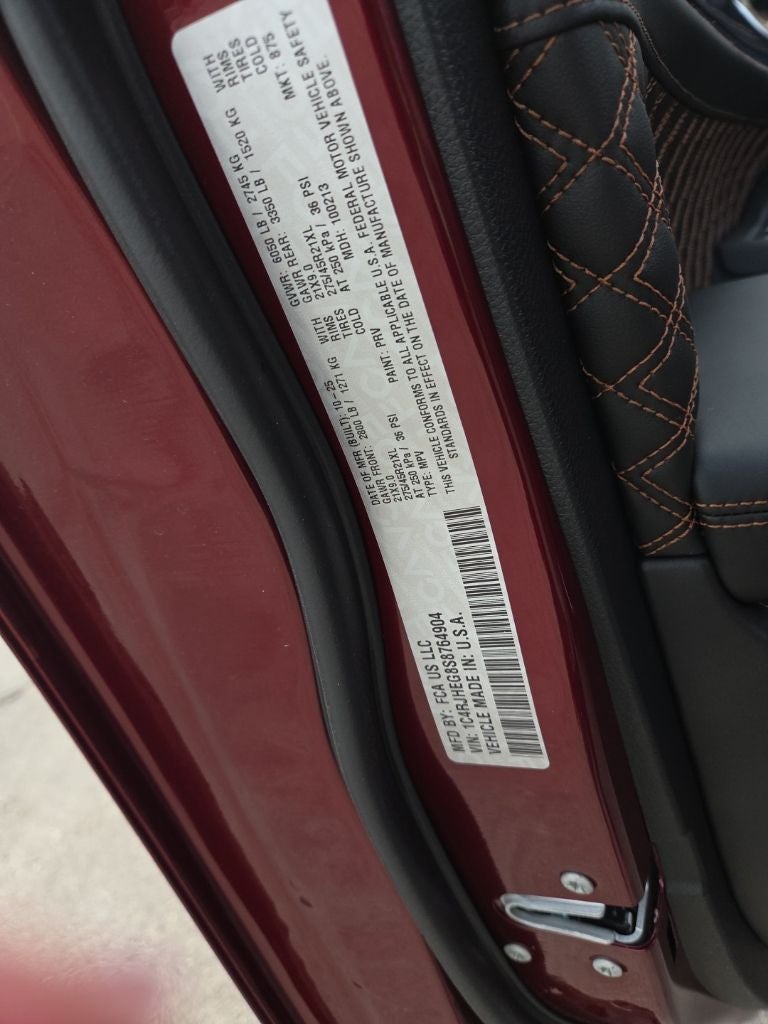 MFD BY: FCA US LLC
DATE OF MFR (BUILT): 10-25
GVWR: 6050 LB / 2745 KG
GAWR FRONT: 2800 LB / 1271 KG
WITH
GAWR REAR: 3350 LB / 1520 KG
WITH
21X9.0
RIMS
21X9.0
RIMS
275/45R21XL
TIRES
275/45R21XL
TIRES
AT 250 kPa / 36 PSI
COLD
AT 250 kPa / 36 PSI
COLD
TYPE: MPV
PAINT: PRV
MDH: 100213
MKT: 875
THIS VEHICLE CONFORMS TO ALL APPLICABLE U.S.A. FEDERAL MOTOR VEHICLE SAFETY
STANDARDS IN EFFECT ON THE DATE OF MANUFACTURE SHOWN ABOVE.
VIN: 1C4RJHEG8S8764904
VEHICLE MADE IN: U.S.A.